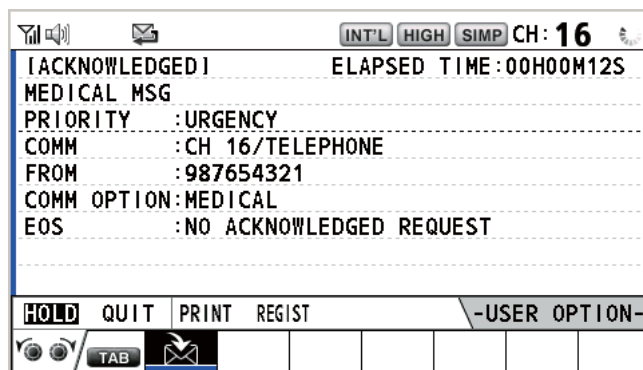 INT'L HIGH SIMP CH: 16
[ACKNOWLEDGED] ELAPSED TIME:00H00M12S
MEDICAL MSG
PRIORITY :URGENCY
COMM :CH 16/TELEPHONE
FROM :987654321
COMM OPTION:MEDICAL
EOS :NO ACKNOWLEDGED REQUEST
HOLD QUIT PRINT REGIST -USER OPTION-
TAB